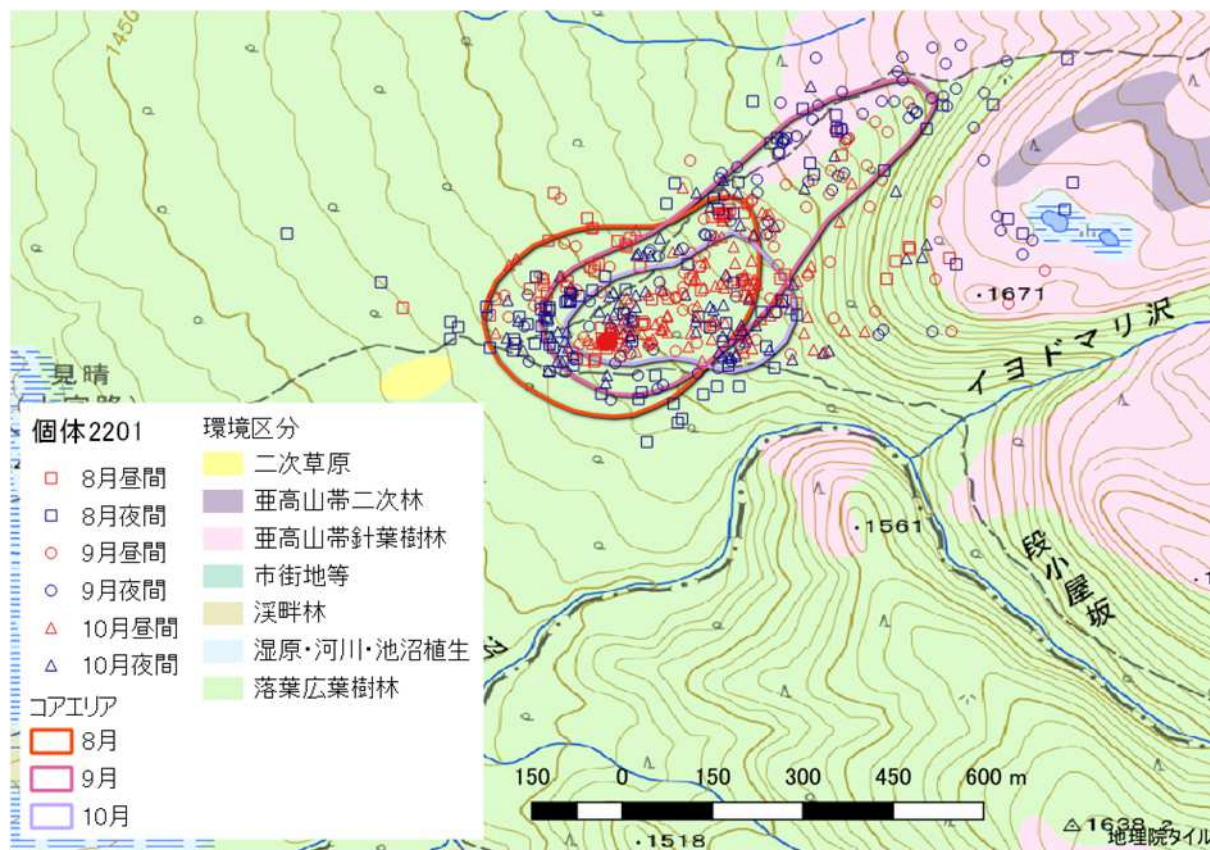 1450
・1671
イヨドマリ沢
見晴
・1561
段小屋坂
個体2201
8月昼間
8月夜間
9月昼間
9月夜間
10月昼間
10月夜間
コアエリア
8月
9月
10月
環境区分
二次草原
亜高山帯二次林
亜高山帯針葉樹林
市街地等
渓畔林
湿原・河川・池沼植生
落葉広葉樹林
150 0 150 300 450 600 m
・1518
1638.2
地理院タイル